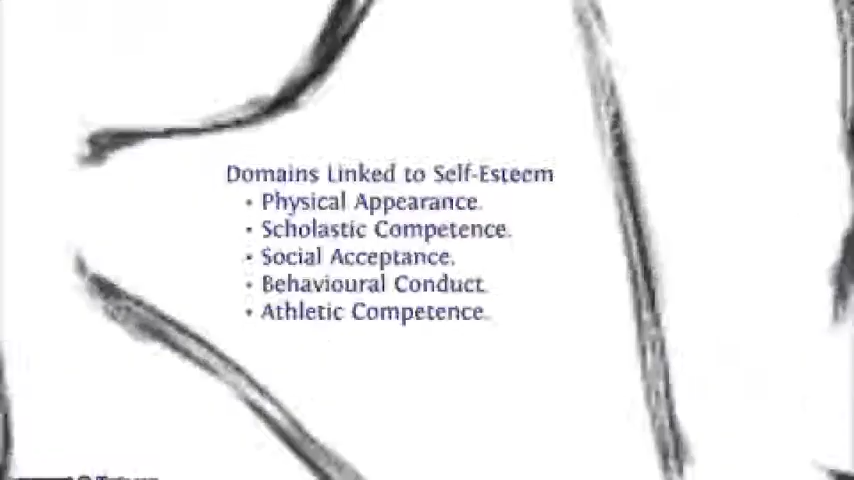 Domains Linked to Self-Esteem
• Physical Appearance.
• Scholastic Competence.
• Social Acceptance.
• Behavioural Conduct.
• Athletic Competence.